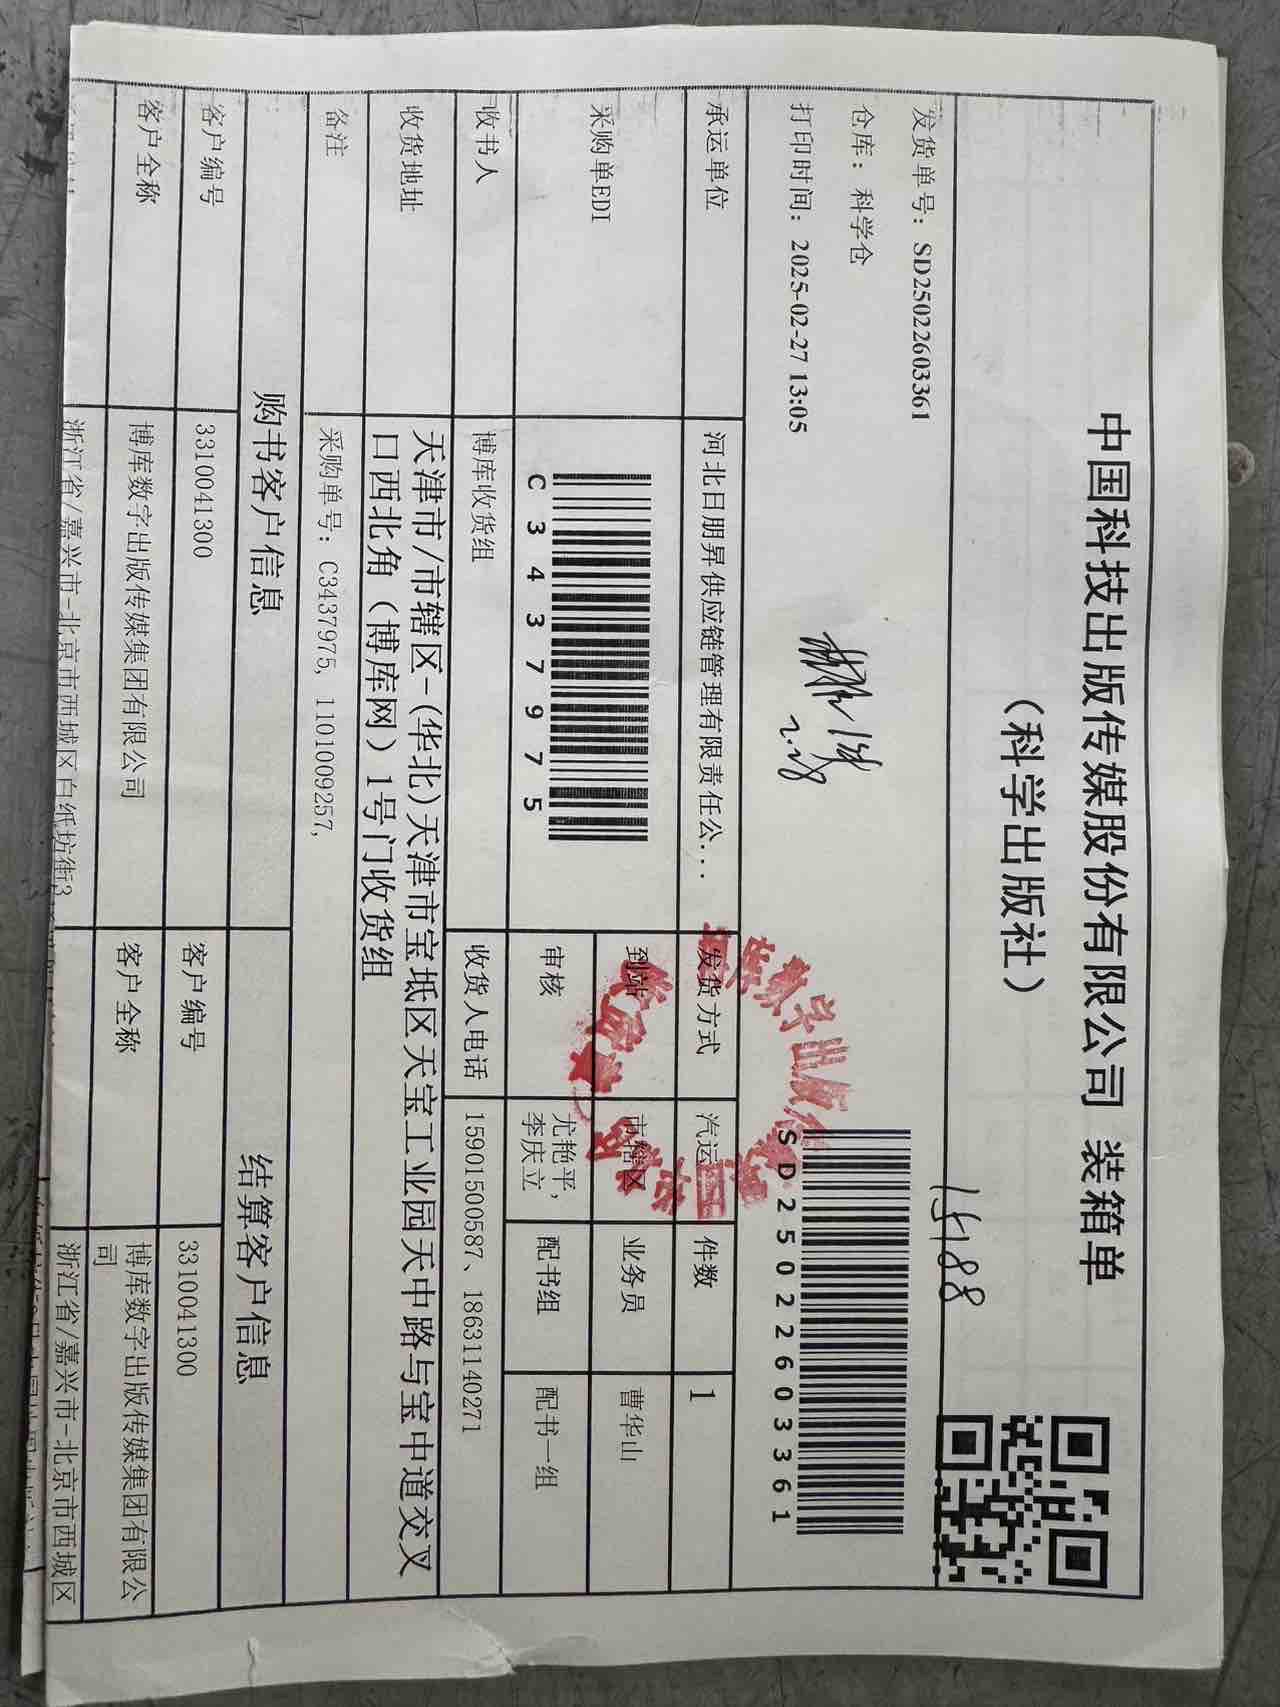 中国科技出版传媒股份有限公司 装箱单
（科学出版社）
15188
发货单号：SD25022603361
仓库：科学仓
打印时间：2025-02-27 13:05
2.28
SD25022603361
承运单位 河北日朋昇供应链管理有限责任公... 发货方式 汽运 件数 1
采购单EDI C3437975 到站 市辖区 业务员 曹华山
审核 尤艳平，李庆立 配书组 配书一组
收书人 博库收货组 收货人电话 15901500587、18631140271
收货地址 天津市/市辖区-(华北)天津市宝坻区天宝工业园天中路与宝中道交叉
口西北角（博库网）1号门收货组
备注 采购单号：C3437975，1101009257，
购书客户信息 结算客户信息
客户编号 3310041300 客户编号 3310041300
客户全称 博库数字出版传媒集团有限公司 客户全称 博库数字出版传媒集团有限公
司
浙江省/嘉兴市-北京市西城区白纸坊街3 浙江省/嘉兴市-北京市西城区